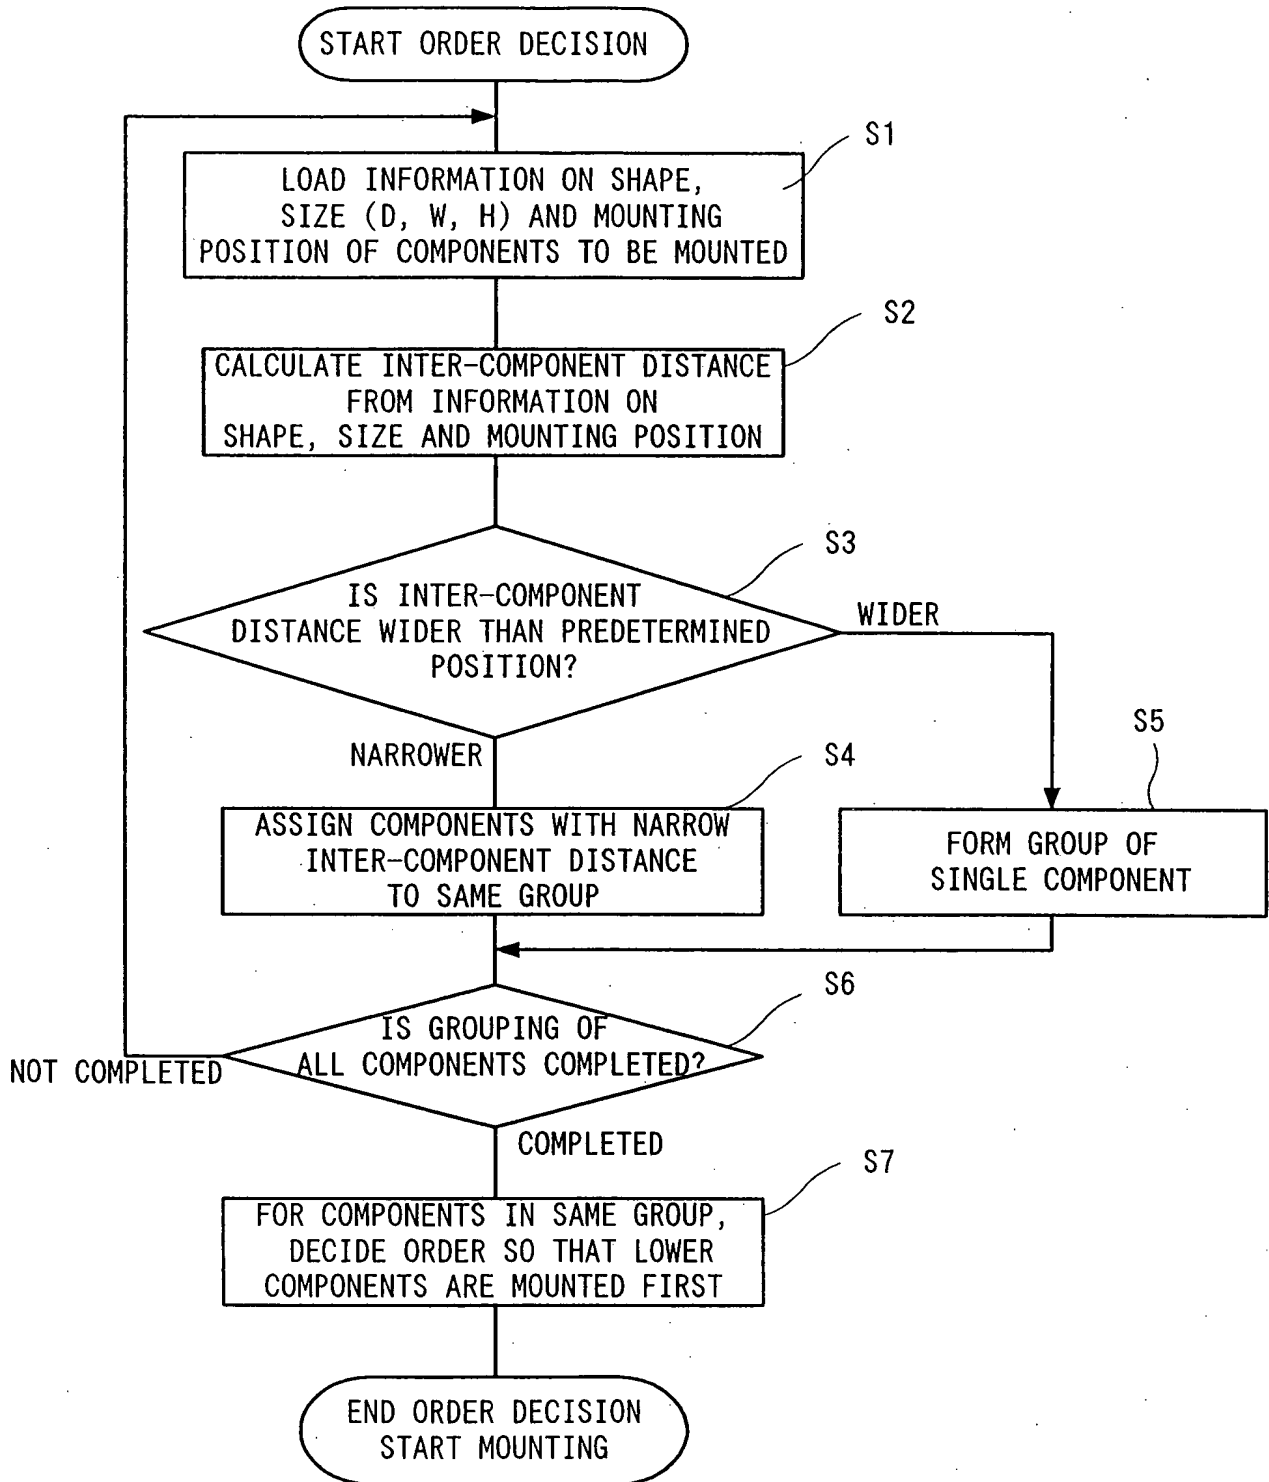 START ORDER DECISION
S1
LOAD INFORMATION ON SHAPE,
SIZE (D, W, H) AND MOUNTING
POSITION OF COMPONENTS TO BE MOUNTED
S2
CALCULATE INTER-COMPONENT DISTANCE
FROM INFORMATION ON
SHAPE, SIZE AND MOUNTING POSITION
S3
IS INTER-COMPONENT
DISTANCE WIDER THAN PREDETERMINED
POSITION?
WIDER
NARROWER
S4
ASSIGN COMPONENTS WITH NARROW
INTER-COMPONENT DISTANCE
TO SAME GROUP
S5
FORM GROUP OF
SINGLE COMPONENT
S6
IS GROUPING OF
ALL COMPONENTS COMPLETED?
NOT COMPLETED
COMPLETED
S7
FOR COMPONENTS IN SAME GROUP,
DECIDE ORDER SO THAT LOWER
COMPONENTS ARE MOUNTED FIRST
END ORDER DECISION
START MOUNTING